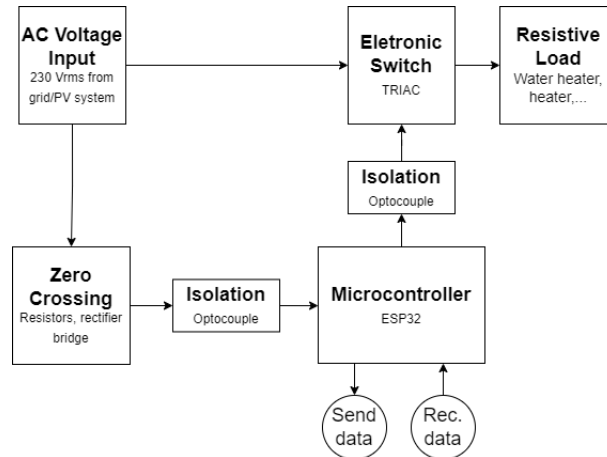 AC Voltage
Input
230 Vrms from
grid/PV system
Eletronic
Switch
TRIAC
Resistive
Load
Water heater,
heater,...
Isolation
Optocouple
Zero
Crossing
Resistors, rectifier
bridge
Isolation
Optocouple
Microcontroller
ESP32
Send
data
Rec.
data